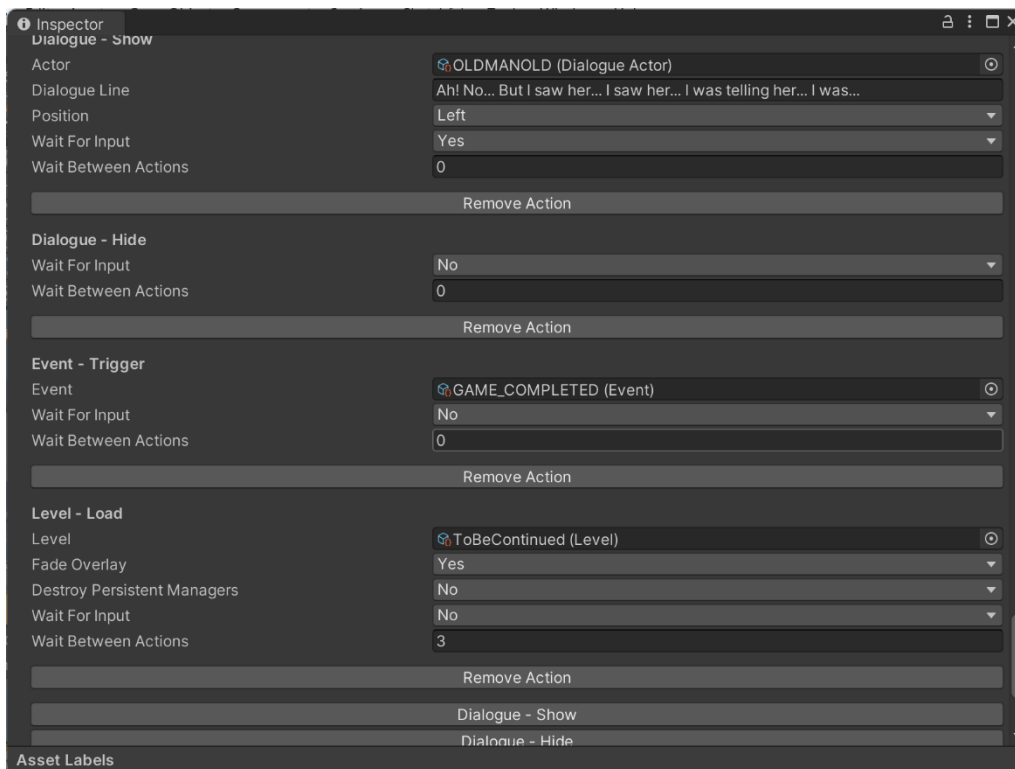 Inspector
Dialogue - Show
Actor OLDMANOLD (Dialogue Actor)
Dialogue Line Ah! No... But I saw her... I saw her... I was telling her... I was...
Position Left
Wait For Input Yes
Wait Between Actions 0
Remove Action
Dialogue - Hide
Wait For Input No
Wait Between Actions 0
Remove Action
Event - Trigger
Event GAME_COMPLETED (Event)
Wait For Input No
Wait Between Actions 0
Remove Action
Level - Load
Level ToBeContinued (Level)
Fade Overlay Yes
Destroy Persistent Managers No
Wait For Input No
Wait Between Actions 3
Remove Action
Dialogue - Show
Dialogue - Hide
Asset Labels